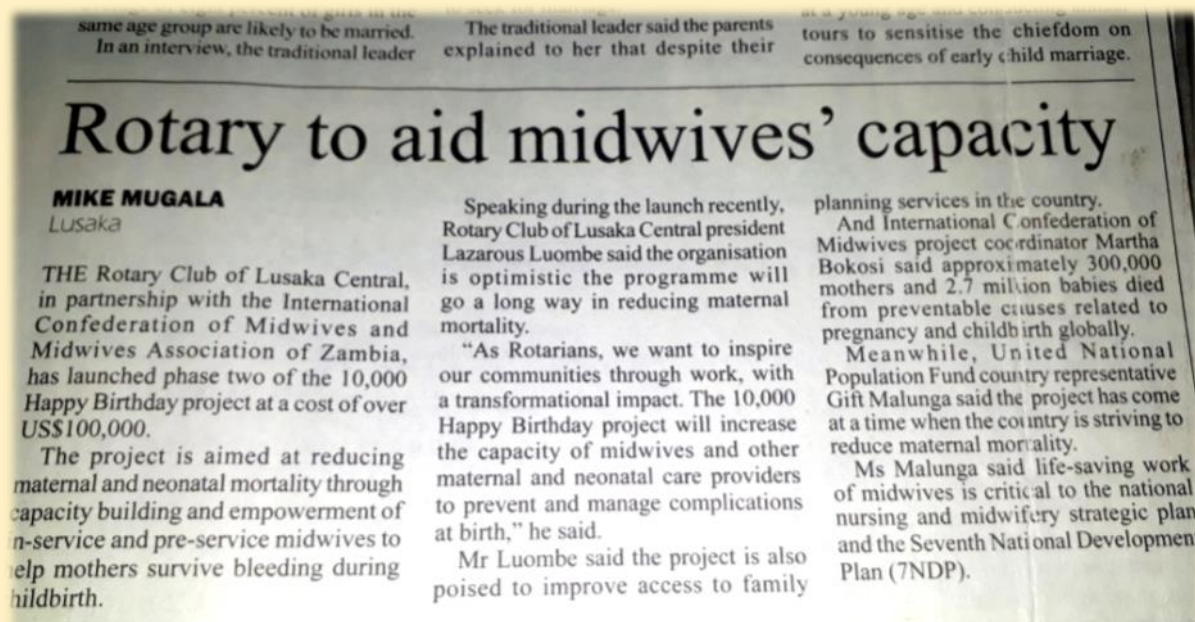 same age group are likely to be married.
In an interview, the traditional leader
The traditional leader said the parents
explained to her that despite their
tours to sensitise the chiefdom on
consequences of early child marriage.
Rotary to aid midwives' capacity
MIKE MUGALA
Lusaka
THE Rotary Club of Lusaka Central,
in partnership with the International
Confederation of Midwives and
Midwives Association of Zambia,
has launched phase two of the 10,000
Happy Birthday project at a cost of over
US$100,000.
The project is aimed at reducing
maternal and neonatal mortality through
capacity building and empowerment of
n-service and pre-service midwives to
elp mothers survive bleeding during
hildbirth.
Speaking during the launch recently,
Rotary Club of Lusaka Central president
Lazarous Luombe said the organisation
is optimistic the programme will
go a long way in reducing maternal
mortality.
"As Rotarians, we want to inspire
our communities through work, with
a transformational impact. The 10,000
Happy Birthday project will increase
the capacity of midwives and other
maternal and neonatal care providers
to prevent and manage complications
at birth," he said.
Mr Luombe said the project is also
poised to improve access to family
planning services in the country.
And International Confederation of
Midwives project coordinator Martha
Bokosi said approximately 300,000
mothers and 2.7 million babies died
from preventable causes related to
pregnancy and childbirth globally.
Meanwhile, United National
Population Fund country representative
Gift Malunga said the project has come
at a time when the country is striving to
reduce maternal mortality.
Ms Malunga said life-saving work
of midwives is critical to the national
nursing and midwifery strategic plan
and the Seventh National Developmen
Plan (7NDP).